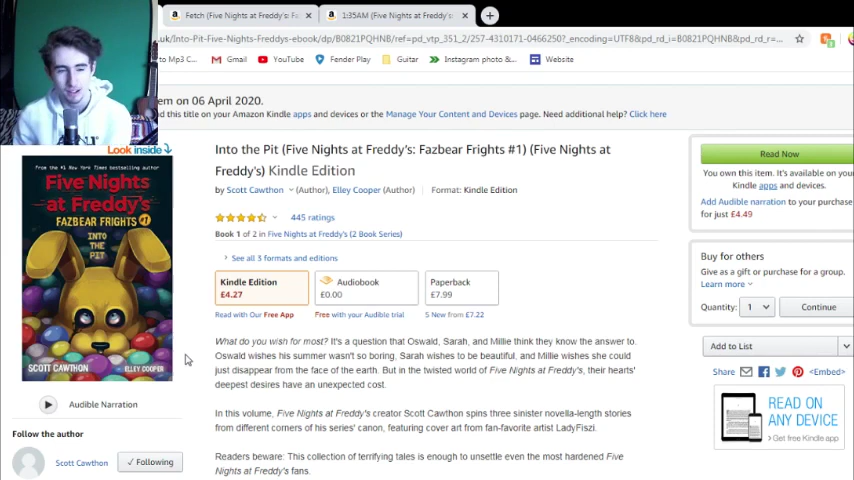 Fetch (Five Nights at Freddy's: Fa
1:35AM (Five Nights at Freddy's
.uk/Into-Pit-Five-Nights-Freddys-ebook/dp/B0821PQHNB/ref=pd_vtp_351_2/257-4310171-0466250?_encoding=UTF8&pd_rd_i=B0821PQHNB&pd_rd_r=...
to Mp3 C...
Gmail
YouTube
Fender Play
Guitar
Instagram photo &...
Website
em on 06 April 2020.
d this title on your Amazon Kindle apps and devices or the Manage Your Content and Devices page. Need additional help? Click here
Look inside
FROM THE #1 NEW YORK TIMES BESTSELLING AUTHOR
Five Nights
at Freddy's
FAZBEAR FRIGHTS #1
INTO
THE
PIT
SCOTT CAWTHON
ELLEY COOPER
Audible Narration
Follow the author
Scott Cawthon
✓ Following
Into the Pit (Five Nights at Freddy's: Fazbear Frights #1) (Five Nights at
Freddy's) Kindle Edition
by Scott Cawthon (Author), Elley Cooper (Author) | Format: Kindle Edition
445 ratings
Book 1 of 2 in Five Nights at Freddy's (2 Book Series)
See all 3 formats and editions
Kindle Edition
£4.27
Audiobook
£0.00
Paperback
£7.99
Read with Our Free App
Free with your Audible trial
5 New from £7.22
What do you wish for most? It's a question that Oswald, Sarah, and Millie think they know the answer to.
Oswald wishes his summer wasn't so boring, Sarah wishes to be beautiful, and Millie wishes she could
just disappear from the face of the earth. But in the twisted world of Five Nights at Freddy's, their hearts'
deepest desires have an unexpected cost.
In this volume, Five Nights at Freddy's creator Scott Cawthon spins three sinister novella-length stories
from different corners of his series' canon, featuring cover art from fan-favorite artist LadyFiszi.
Readers beware: This collection of terrifying tales is enough to unsettle even the most hardened Five
Nights at Freddy's fans.
Read Now
You own this item. It's available on your
Kindle apps and devices.
Add Audible narration to your purchase
for just £4.49
Buy for others
Give as a gift or purchase for a group.
Learn more
Quantity: 1
Continue
Add to List
Share
<Embed>
READ ON
ANY DEVICE
› Get free Kindle app